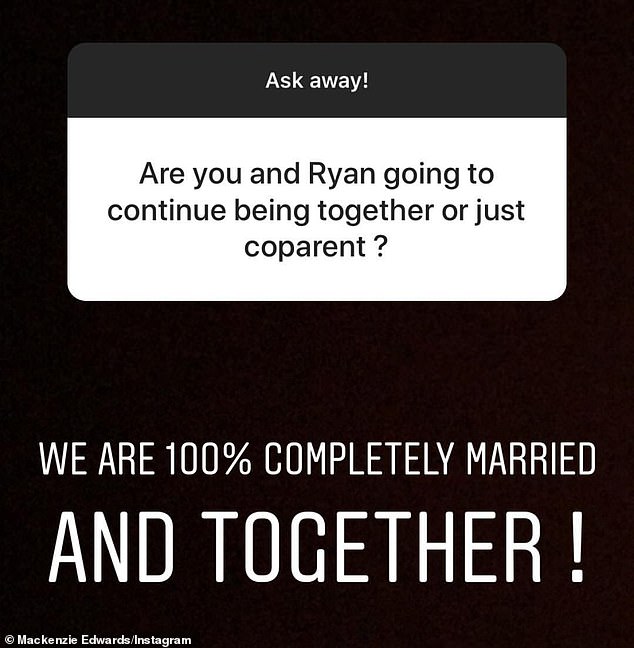 Ask away!
Are you and Ryan going to
continue being together or just
coparent ?
WE ARE 100% COMPLETELY MARRIED
AND TOGETHER !
© Mackenzie Edwards/Instagram